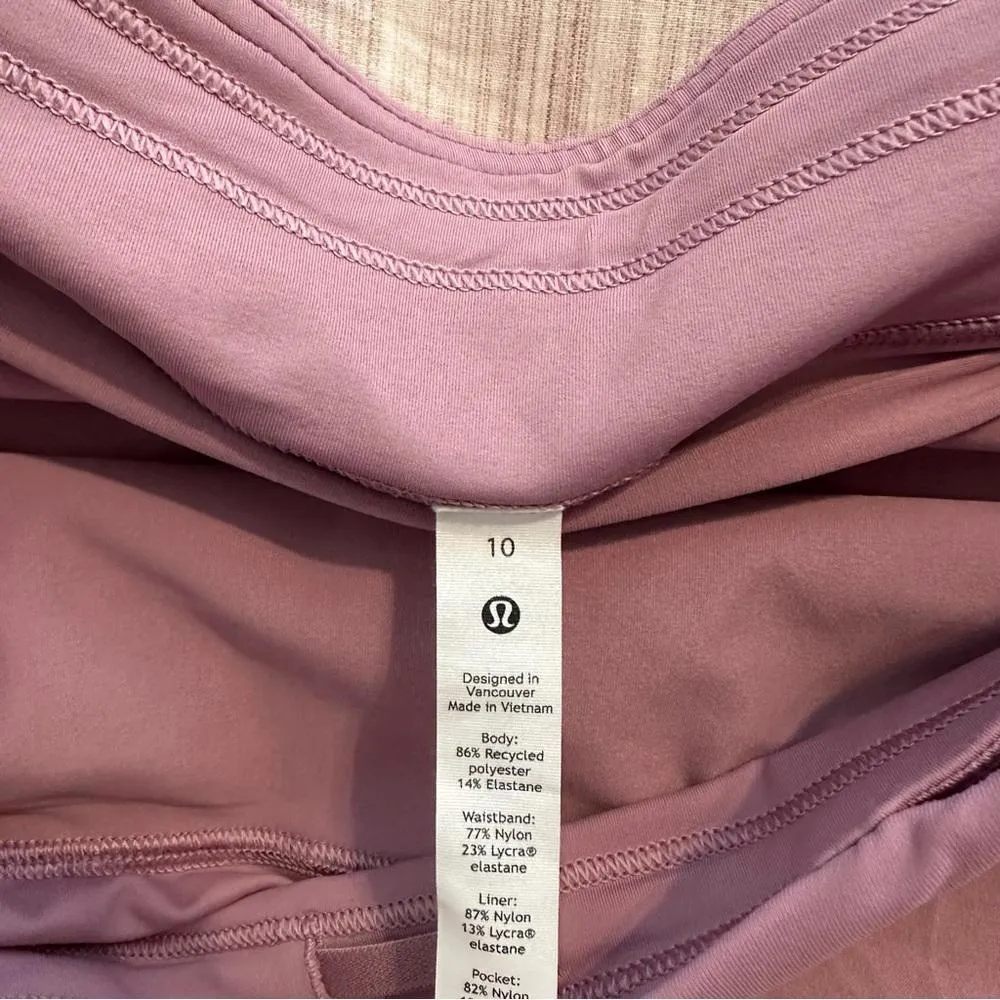 10
Designed in
Vancouver
Made in Vietnam
Body:
86% Recycled
polyester
14% Elastane
Waistband:
77% Nylon
23% Lycra®
elastane
Liner:
87% Nylon
13% Lycra®
elastane
Pocket:
82% Nylon